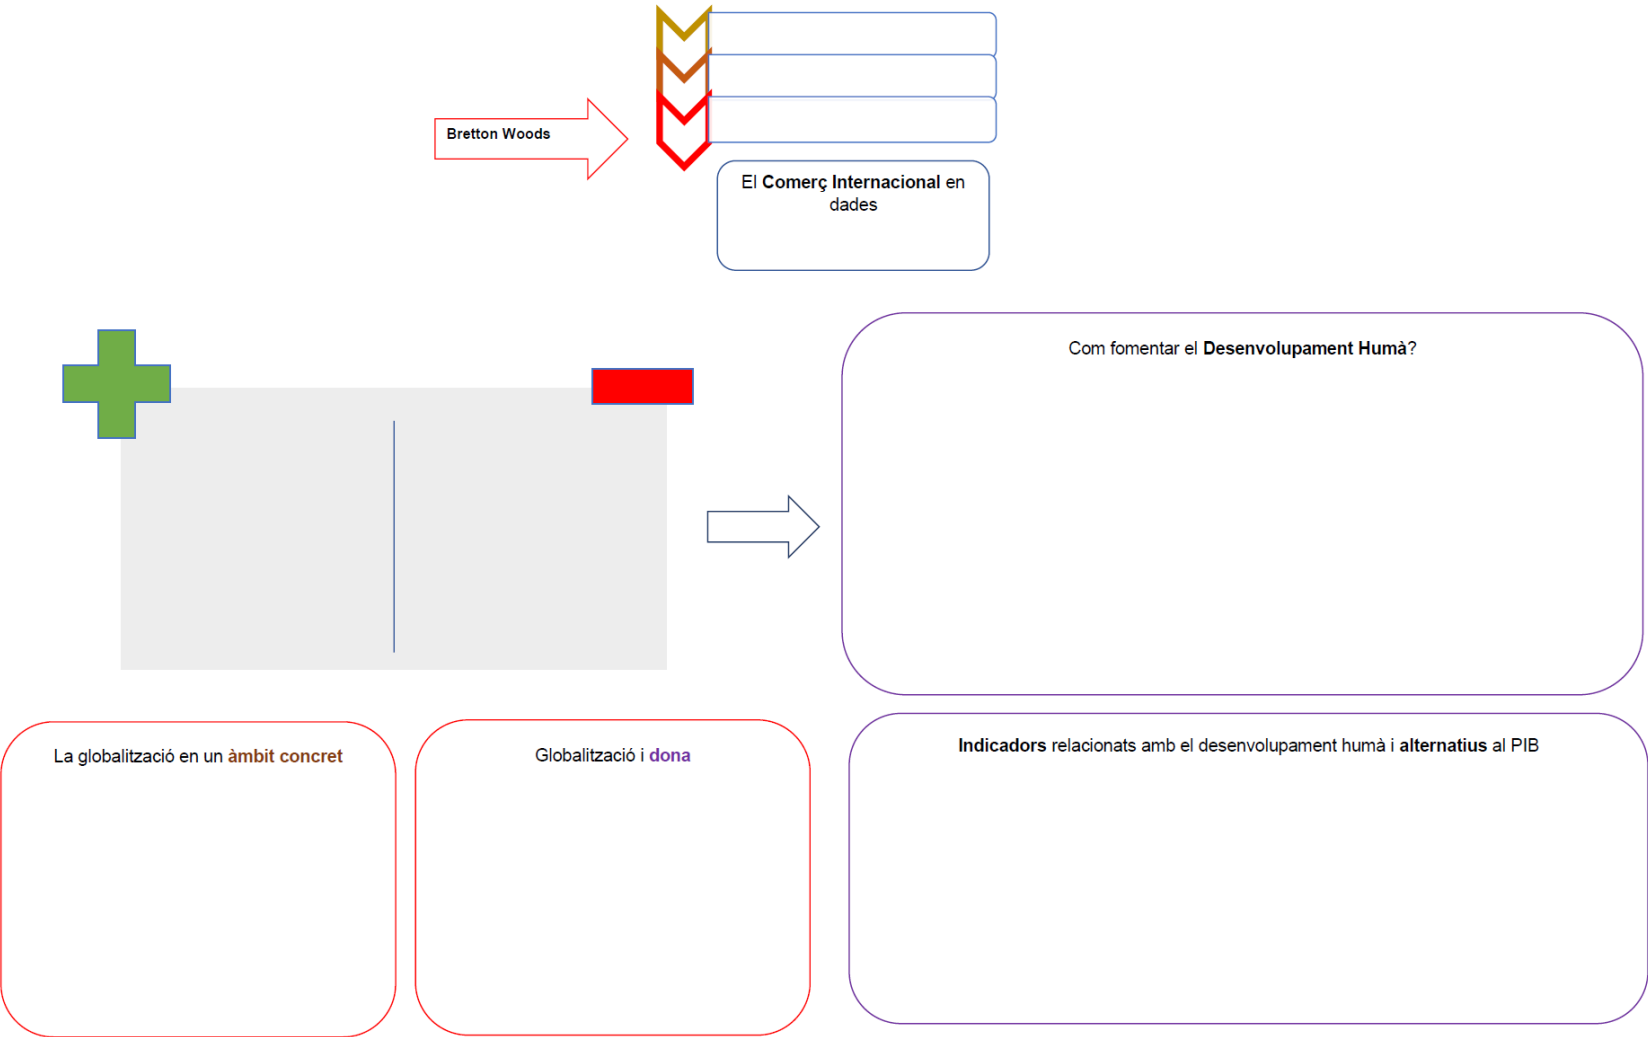 Bretton Woods
El Comerç Internacional en
dades
Com fomentar el Desenvolupament Humà?
La globalització en un àmbit concret
Globalització i dona
Indicadors relacionats amb el desenvolupament humà i alternatius al PIB